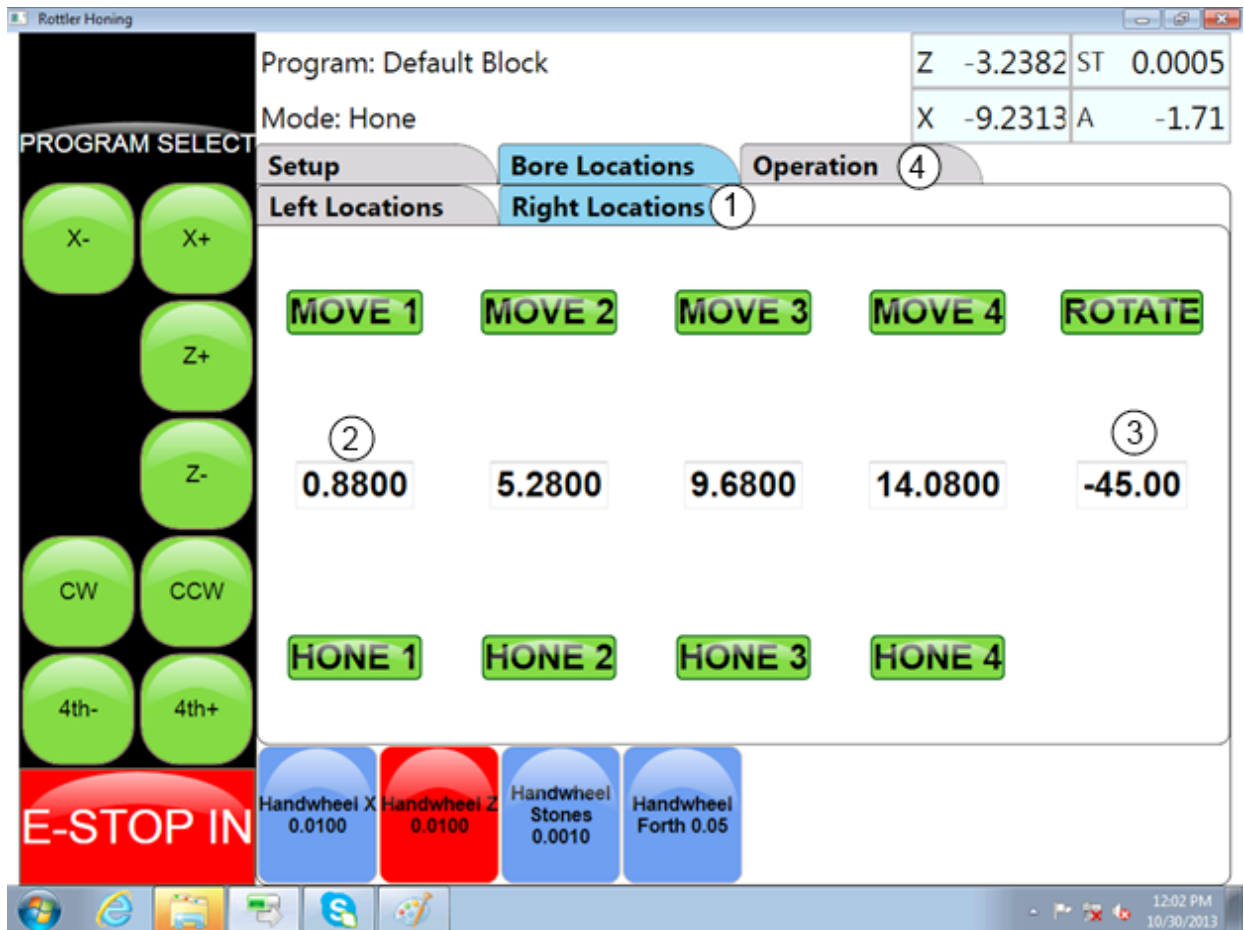 Rottler Honing
Program: Default Block
Z -3.2382 ST 0.0005
Mode: Hone
X -9.2313 A -1.71
PROGRAM SELECT
Setup Bore Locations Operation 4
Left Locations Right Locations 1
X- X+
MOVE 1 MOVE 2 MOVE 3 MOVE 4 ROTATE
Z+
2 3
Z-
0.8800 5.2800 9.6800 14.0800 -45.00
CW CCW
HONE 1 HONE 2 HONE 3 HONE 4
4th- 4th+
E-STOP IN
Handwheel X
0.0100
Handwheel Z
0.0100
Handwheel
Stones
0.0010
Handwheel
Forth 0.05
12:02 PM
10/30/2013